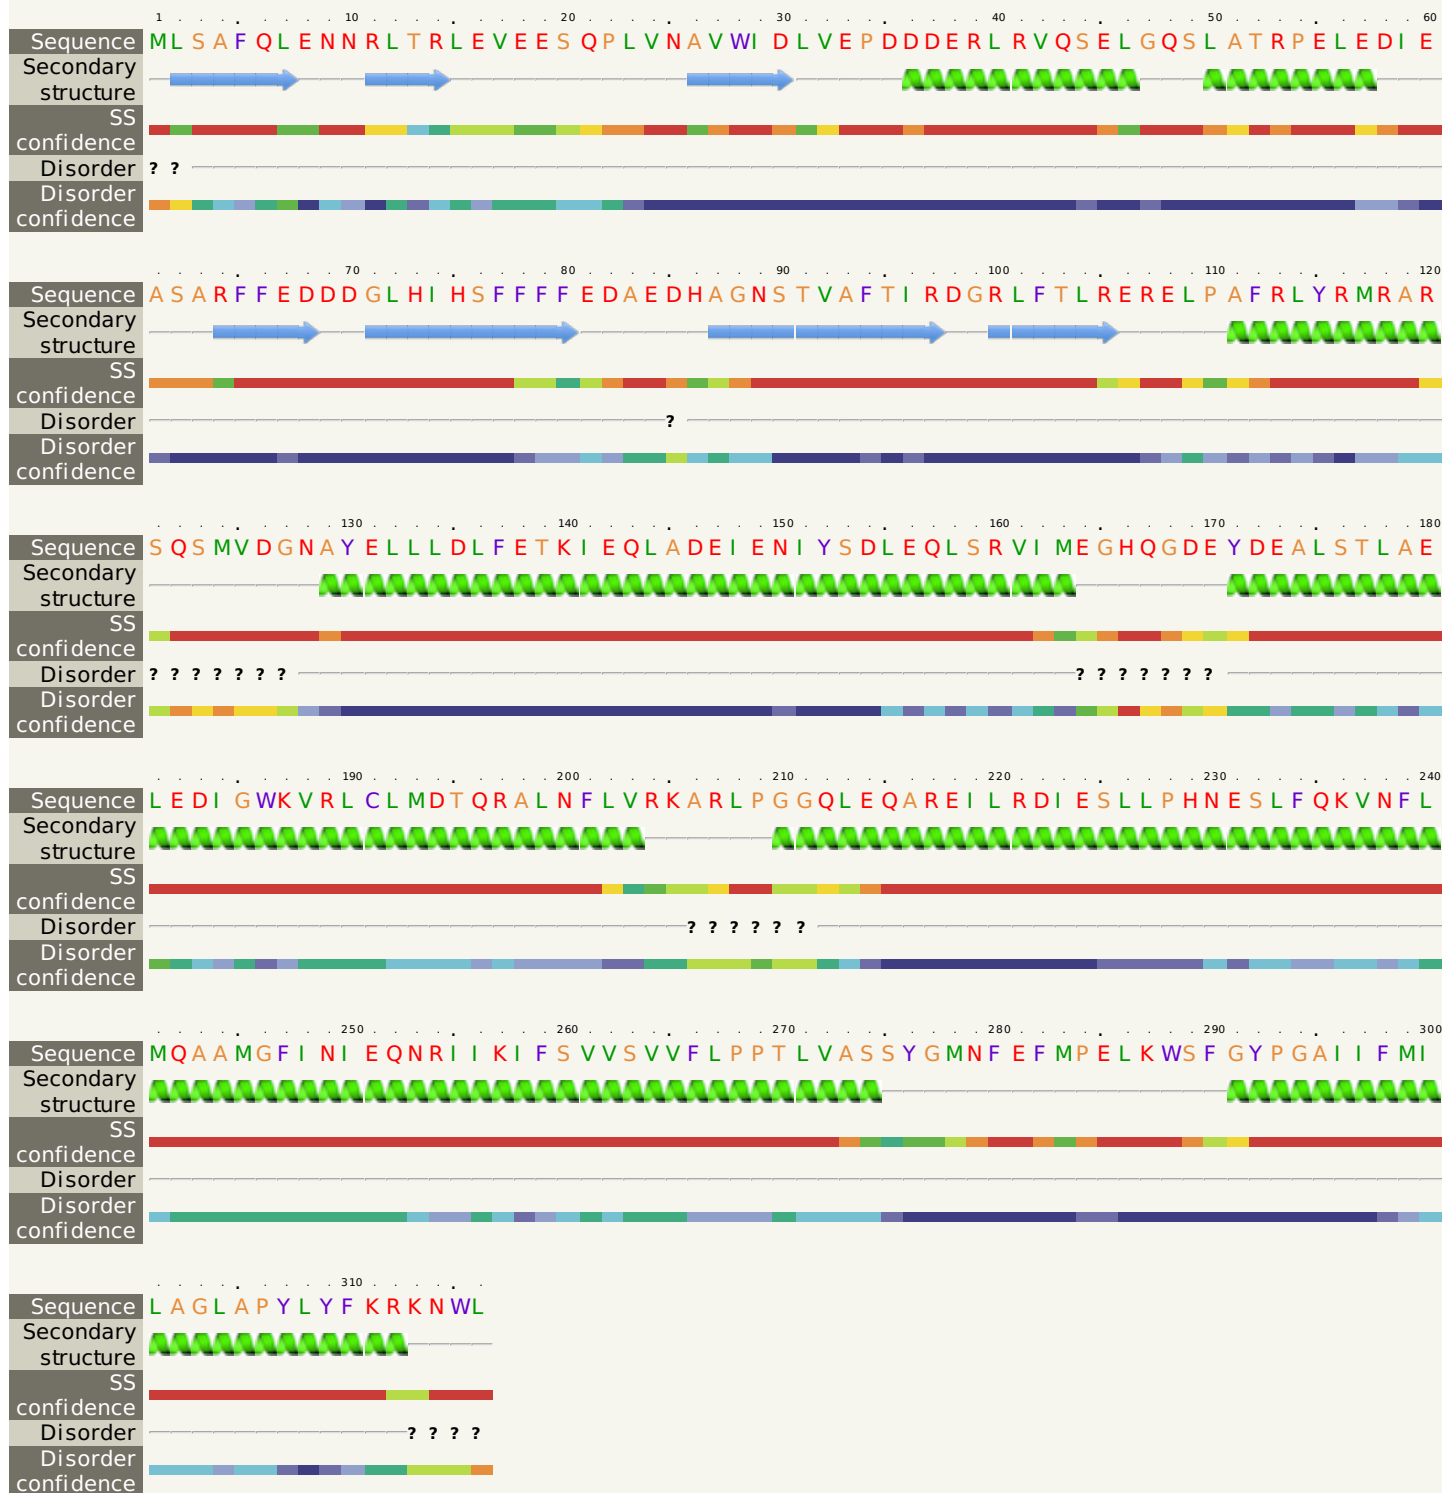 1 10 20 30 40 50 60
Sequence MLSAFQLENNRLTRLEVEESQPLVNAVWIDLVEPDDDERLRVQSELGQSLATRPELEDIE
Secondary
structure
SS
confidence
Disorder ? ?
Disorder
confidence
70 80 90 100 110 120
Sequence ASARFFEDDDGLHIHSFFFFEDAEDHAGNSTVAFTIRDGRLFTLRERELPAFRLYRMRAR
Secondary
structure
SS
confidence
Disorder ?
Disorder
confidence
130 140 150 160 170 180
Sequence SQSMVDGNAYELLLDLFETKIEQLADEIENIYSDLEQLSRVIMEGHQGDEYDEALSTLAE
Secondary
structure
SS
confidence
Disorder ? ? ? ? ? ? ? ? ? ? ? ? ? ?
Disorder
confidence
190 200 210 220 230 240
Sequence LEDIGWKVRLCLMDTQRALNFLVRKARLPGGQLEQAREILRDIESLLPHNESLFQKVNFL
Secondary
structure
SS
confidence
Disorder ? ? ? ? ? ?
Disorder
confidence
250 260 270 280 290 300
Sequence MQAAMGFINIEQNRIIKIFSVVSVVFLPPTLVASSYGMNFEFMPELKWSFGYPGAIIFMI
Secondary
structure
SS
confidence
Disorder
Disorder
confidence
310
Sequence LAGLAPYLYFKRKNWL
Secondary
structure
SS
confidence
Disorder ? ? ? ?
Disorder
confidence